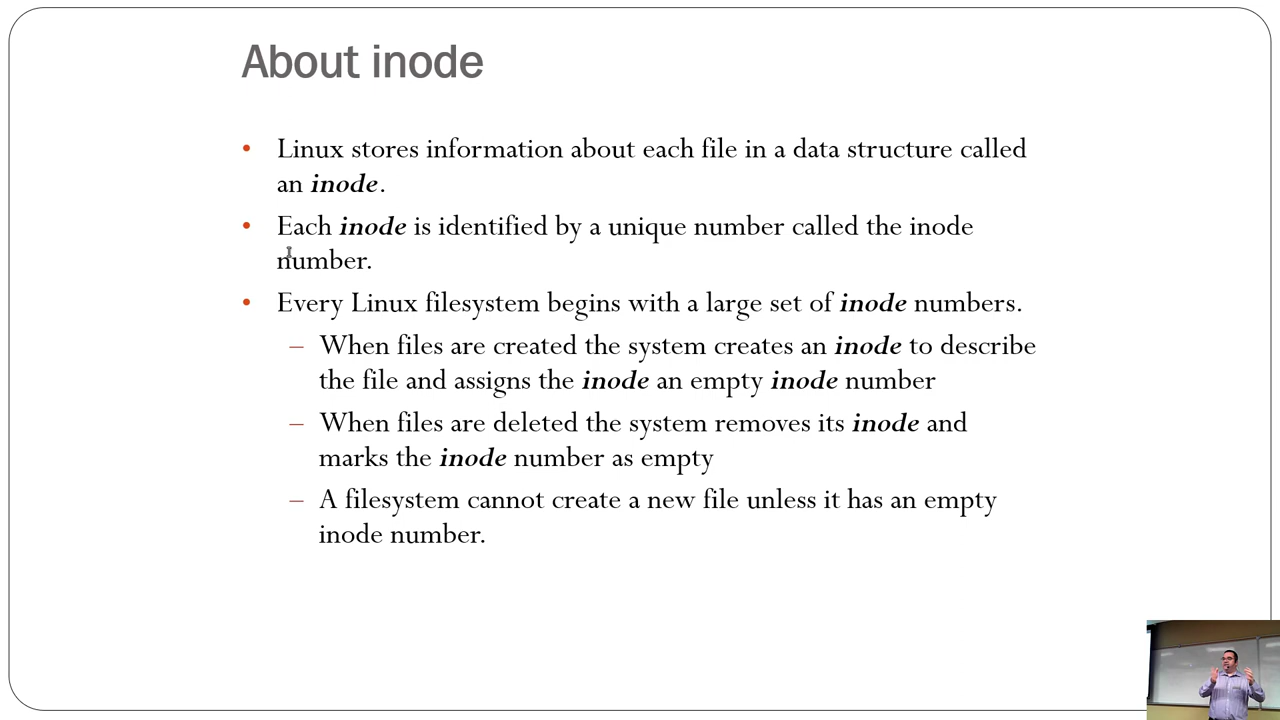 About inode
• Linux stores information about each file in a data structure called
an inode.
• Each inode is identified by a unique number called the inode
number.
• Every Linux filesystem begins with a large set of inode numbers.
– When files are created the system creates an inode to describe
the file and assigns the inode an empty inode number
– When files are deleted the system removes its inode and
marks the inode number as empty
– A filesystem cannot create a new file unless it has an empty
inode number.